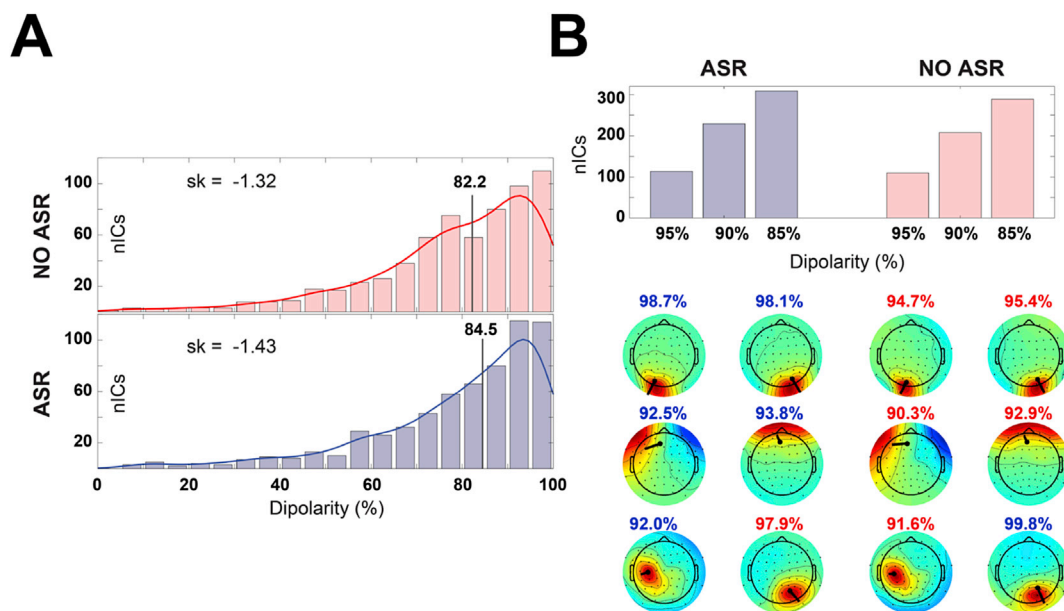 A
NO ASR
nICs
100
60
20
sk = -1.32
82.2
ASR
nICs
100
60
20
sk = -1.43
84.5
0 20 40 60 80 100
Dipolarity (%)
B
ASR NO ASR
nICs
300
200
100
0
95% 90% 85% 95% 90% 85%
Dipolarity (%)
98.7% 98.1% 94.7% 95.4%
92.5% 93.8% 90.3% 92.9%
92.0% 97.9% 91.6% 99.8%